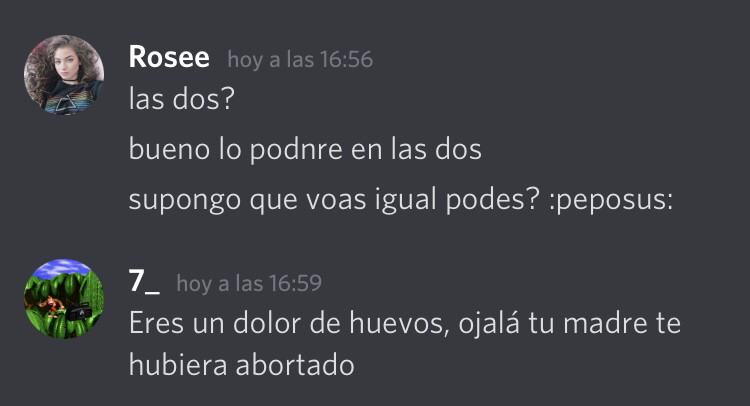 Rosee hoy a las 16:56
las dos?
bueno lo podnre en las dos
supongo que voas igual podes? :peposus:
7_ hoy a las 16:59
Eres un dolor de huevos, ojalá tu madre te
hubiera abortado